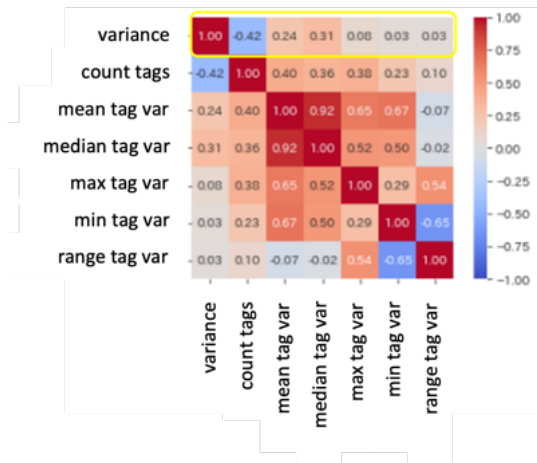 variance 1.00 -0.42 0.24 0.31 0.08 0.03 0.03
count tags -0.42 1.00 0.40 0.36 0.38 0.23 0.10
mean tag var 0.24 0.40 1.00 0.92 0.65 0.67 -0.07
median tag var 0.31 0.36 0.92 1.00 0.52 0.50 -0.02
max tag var 0.08 0.38 0.65 0.52 1.00 0.29 0.54
min tag var 0.03 0.23 0.67 0.50 0.29 1.00 -0.65
range tag var 0.03 0.10 -0.07 -0.02 0.54 -0.65 1.00
1.00
0.75
0.50
0.25
0.00
-0.25
-0.50
-0.75
-1.00
variance
count tags
mean tag var
median tag var
max tag var
min tag var
range tag var